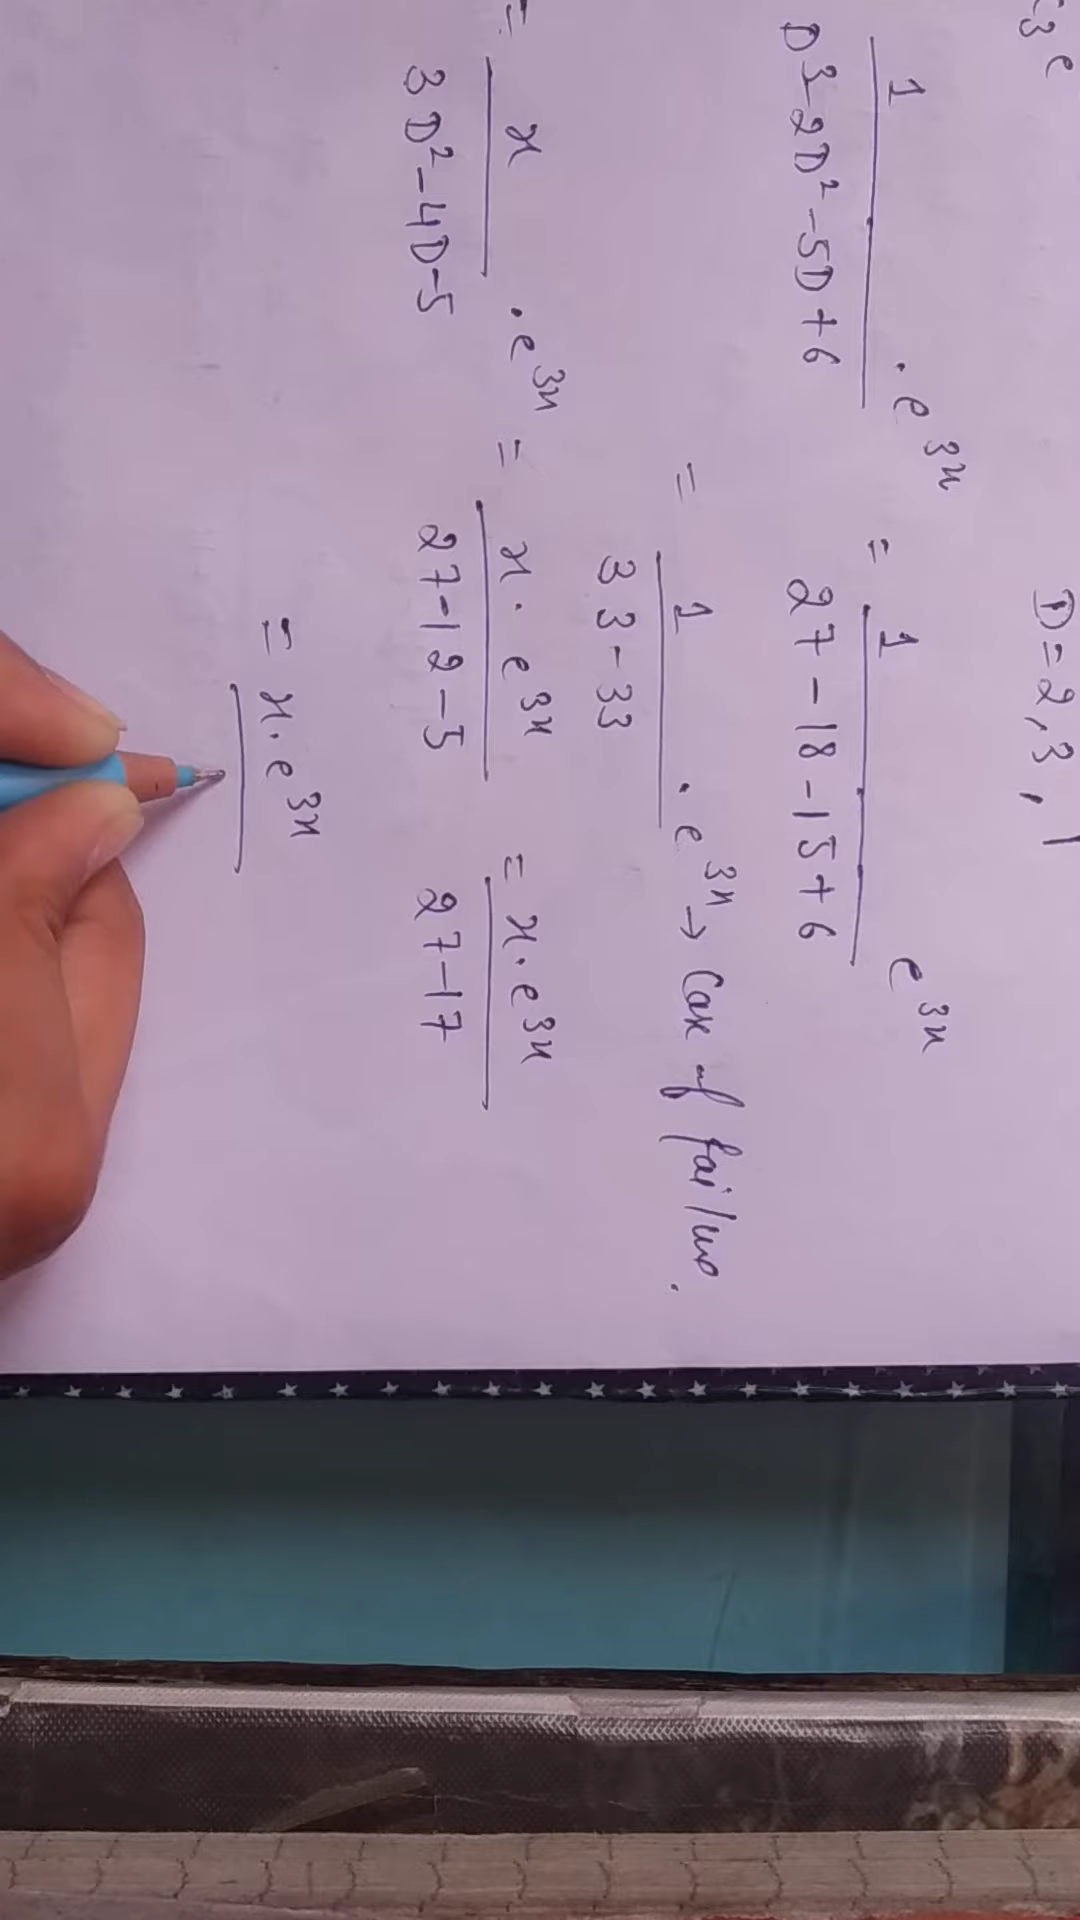 C3 e
D = 2, 3, 1
1 / (D³ - 2D² - 5D + 6) . e^3x = 1 / (27 - 18 - 15 + 6) e^3x
= 1 / (33 - 33) . e^3x → Case of failure.
= x / (3D² - 4D - 5) . e^3x = x . e^3x / (27 - 12 - 5) = x . e^3x / (27 - 17)
= x . e^3x